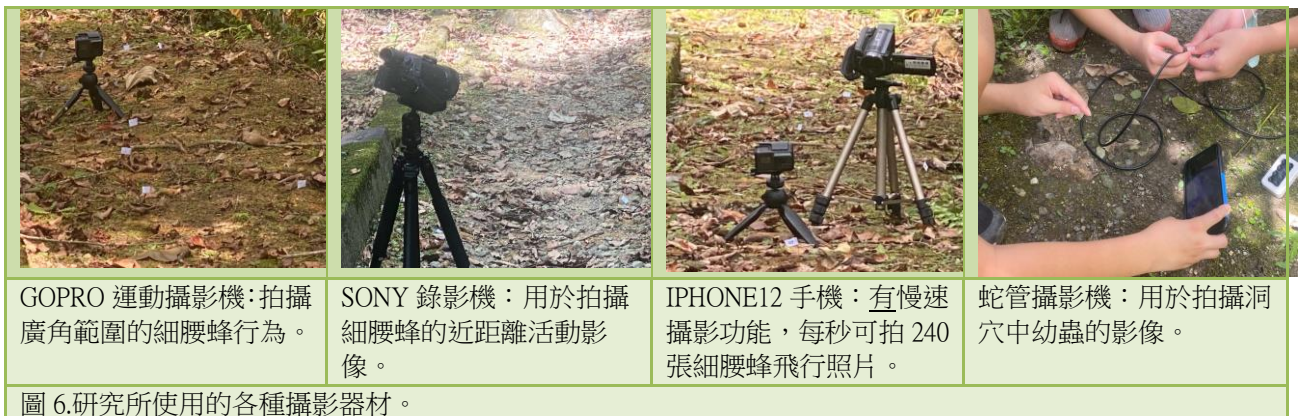 GOPRO 運動攝影機：拍攝
廣角範圍的細腰蜂行為。
SONY 錄影機：用於拍攝
細腰蜂的近距離活動影
像。
IPHONE12 手機：有慢速
攝影功能，每秒可拍 240
張細腰蜂飛行照片。
蛇管攝影機：用於拍攝洞
穴中幼蟲的影像。
圖 6.研究所使用的各種攝影器材。